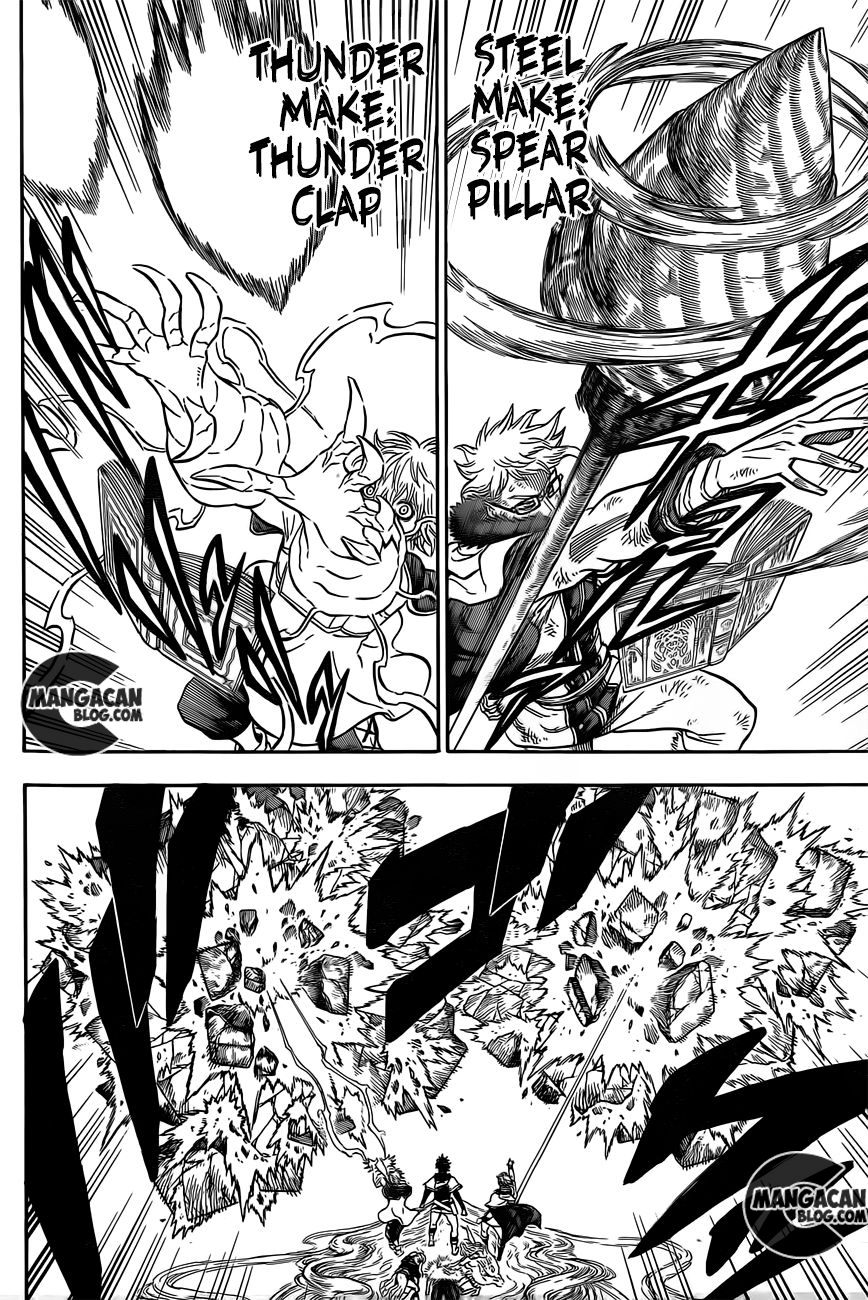 STEEL
MAKE:
SPEAR
PILLAR
THUNDER
MAKE:
THUNDER
CLAP
MANGACAN
BLOG.COM
MANGACAN
BLOG.COM